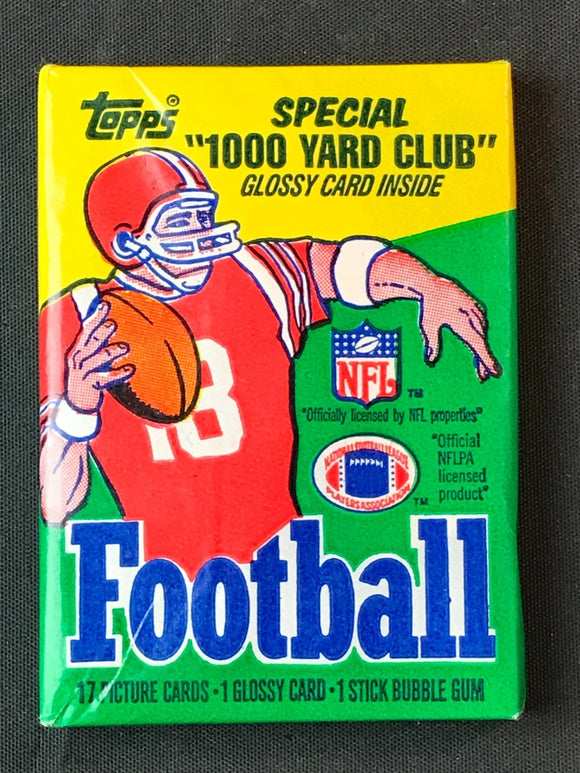 TOPPS®
SPECIAL
"1000 YARD CLUB"
GLOSSY CARD INSIDE
18
NFL TM
"Officially licensed by NFL properties"
"Official
NFLPA
licensed
product"
NATIONAL FOOTBALL LEAGUE
PLAYERS ASSOCIATION TM
Football
17 PICTURE CARDS • 1 GLOSSY CARD • 1 STICK BUBBLE GUM